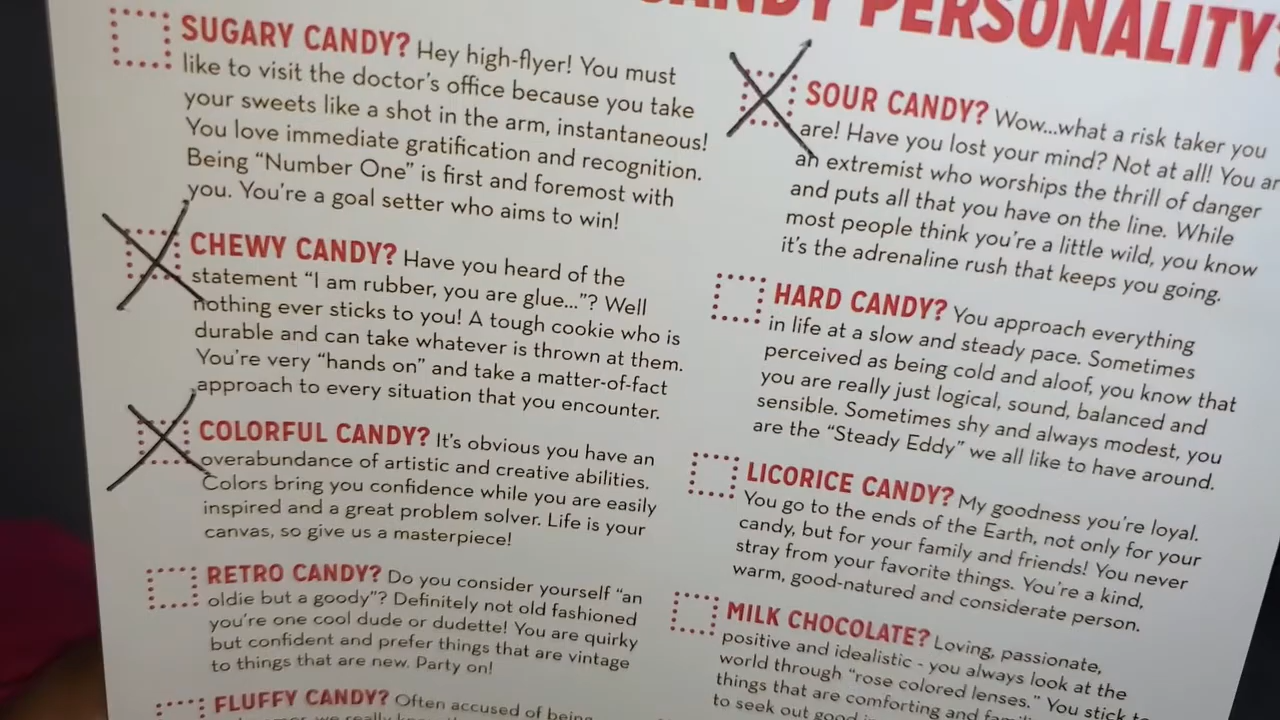 CANDY PERSONALITY?
SUGARY CANDY? Hey high-flyer! You must
like to visit the doctor's office because you take
your sweets like a shot in the arm, instantaneous!
You love immediate gratification and recognition.
Being "Number One" is first and foremost with
you. You're a goal setter who aims to win!
CHEWY CANDY? Have you heard of the
statement "I am rubber, you are glue..."? Well
nothing ever sticks to you! A tough cookie who is
durable and can take whatever is thrown at them.
You're very "hands on" and take a matter-of-fact
approach to every situation that you encounter.
COLORFUL CANDY? It's obvious you have an
overabundance of artistic and creative abilities.
Colors bring you confidence while you are easily
inspired and a great problem solver. Life is your
canvas, so give us a masterpiece!
RETRO CANDY? Do you consider yourself "an
oldie but a goody"? Definitely not old fashioned
you're one cool dude or dudette! You are quirky
but confident and prefer things that are vintage
to things that are new. Party on!
FLUFFY CANDY? Often accused of being
we really
SOUR CANDY? Wow...what a risk taker you
are! Have you lost your mind? Not at all! You ar
an extremist who worships the thrill of danger
and puts all that you have on the line. While
most people think you're a little wild, you know
it's the adrenaline rush that keeps you going.
HARD CANDY? You approach everything
in life at a slow and steady pace. Sometimes
perceived as being cold and aloof, you know that
you are really just logical, sound, balanced and
sensible. Sometimes shy and always modest, you
are the "Steady Eddy" we all like to have around.
LICORICE CANDY? My goodness you're loyal.
You go to the ends of the Earth, not only for your
candy, but for your family and friends! You never
stray from your favorite things. You're a kind,
warm, good-natured and considerate person.
MILK CHOCOLATE? Loving, passionate,
positive and idealistic - you always look at the
world through "rose colored lenses." You stick to
things that are comforting and fami
to seek out good